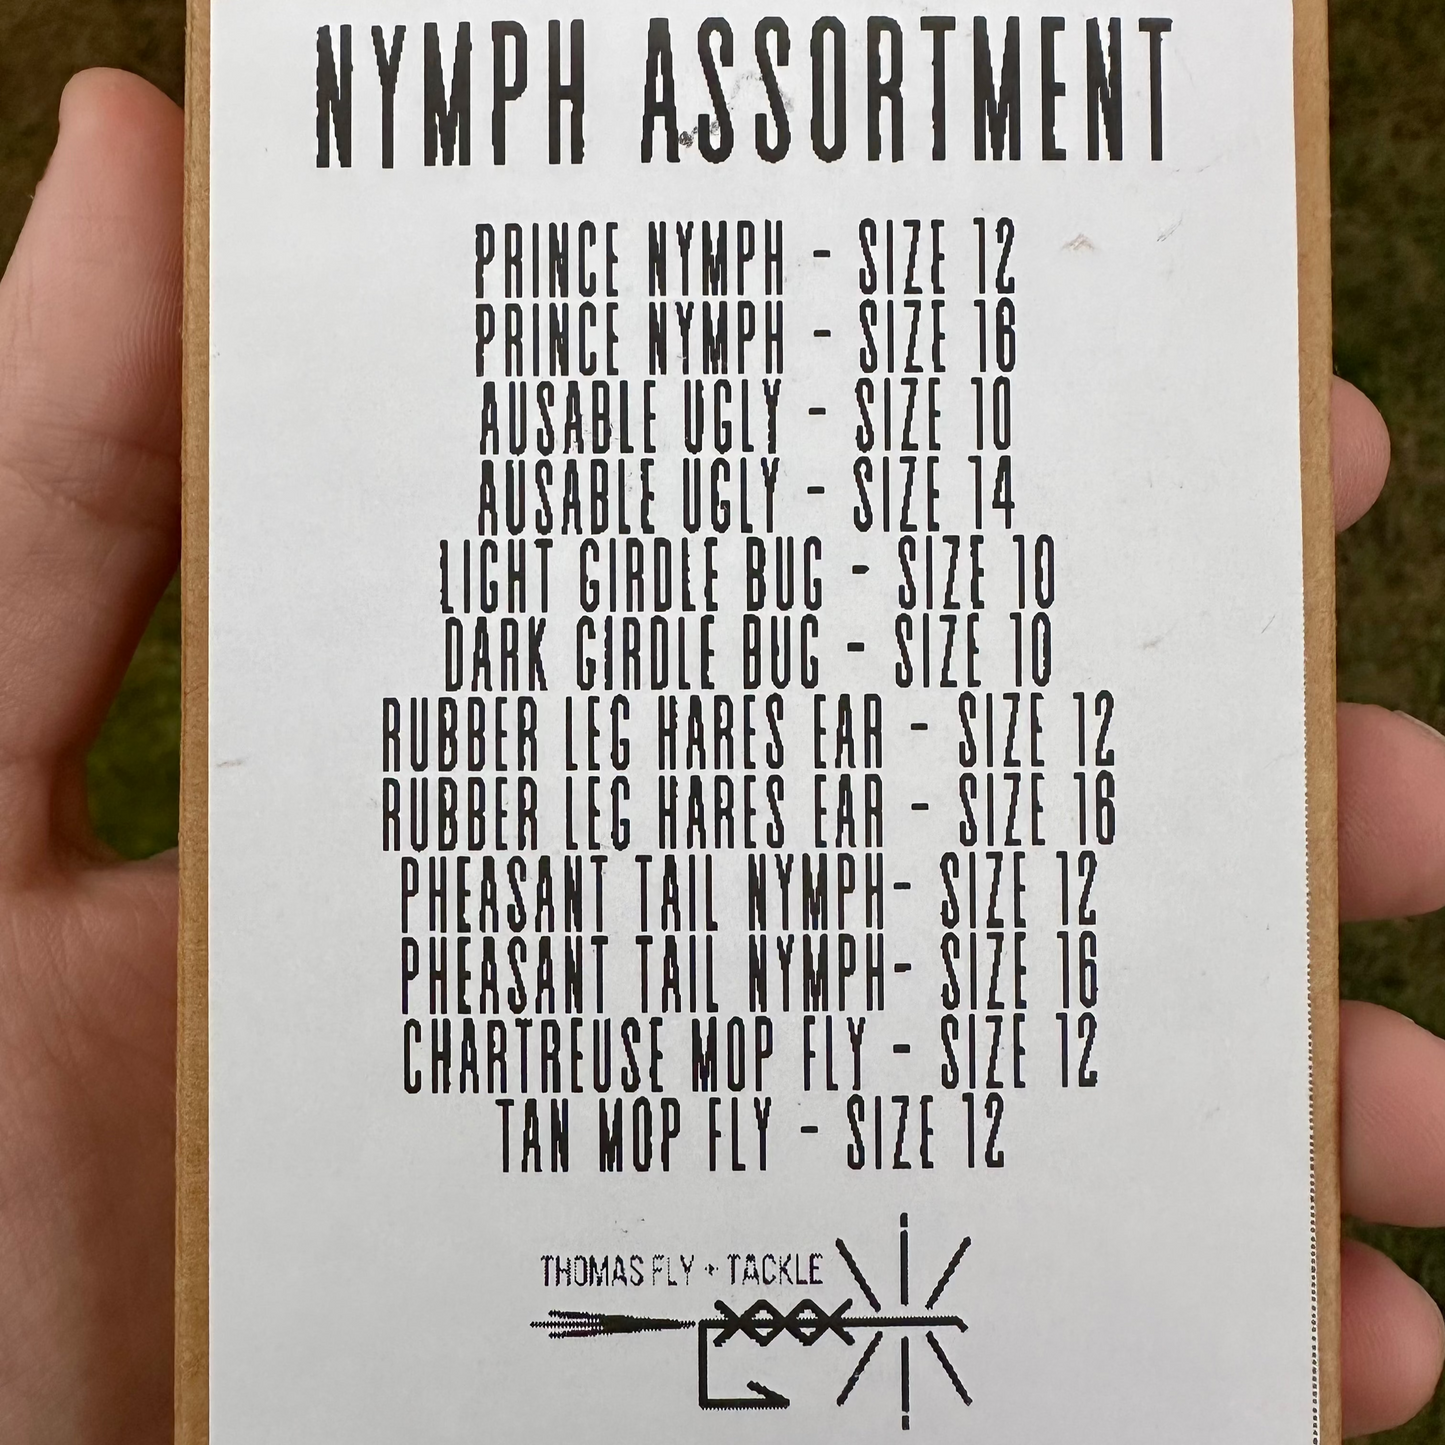 NYMPH ASSORTMENT
PRINCE NYMPH - SIZE 12
PRINCE NYMPH - SIZE 16
AUSABLE UGLY - SIZE 10
AUSABLE UGLY - SIZE 14
LIGHT GIRDLE BUG - SIZE 10
DARK GIRDLE BUG - SIZE 10
RUBBER LEG HARES EAR - SIZE 12
RUBBER LEG HARES EAR - SIZE 16
PHEASANT TAIL NYMPH- SIZE 12
PHEASANT TAIL NYMPH- SIZE 16
CHARTREUSE MOP FLY - SIZE 12
TAN MOP FLY - SIZE 12
THOMAS FLY + TACKLE